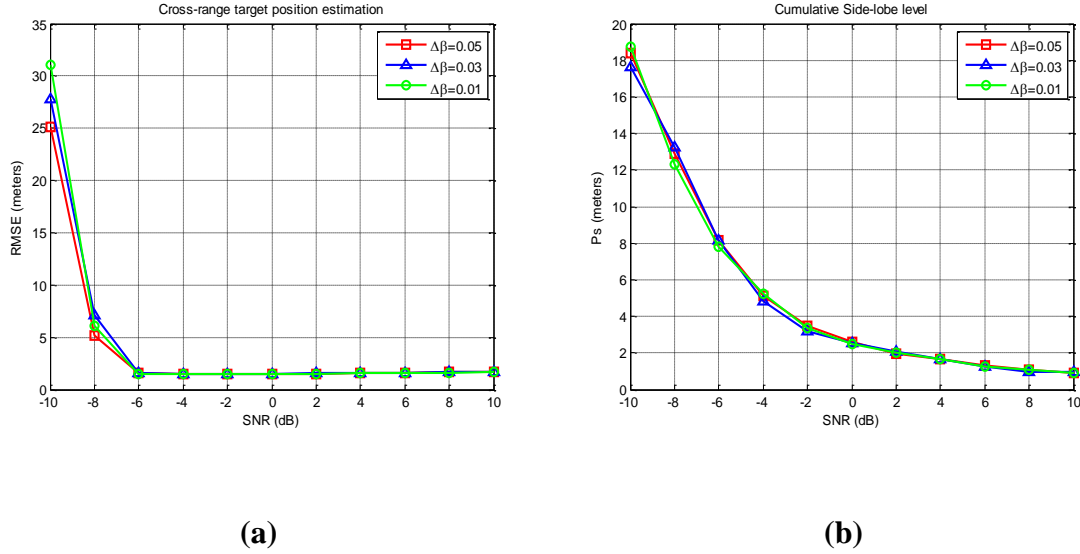 Cross-range target position estimation
35
30
25
20
15
10
5
0
RMSE (meters)
-10 -8 -6 -4 -2 0 2 4 6 8 10
SNR (dB)
Δβ=0.05
Δβ=0.03
Δβ=0.01
(a)
Cumulative Side-lobe level
20
18
16
14
12
10
8
6
4
2
0
Ps (meters)
-10 -8 -6 -4 -2 0 2 4 6 8 10
SNR (dB)
Δβ=0.05
Δβ=0.03
Δβ=0.01
(b)